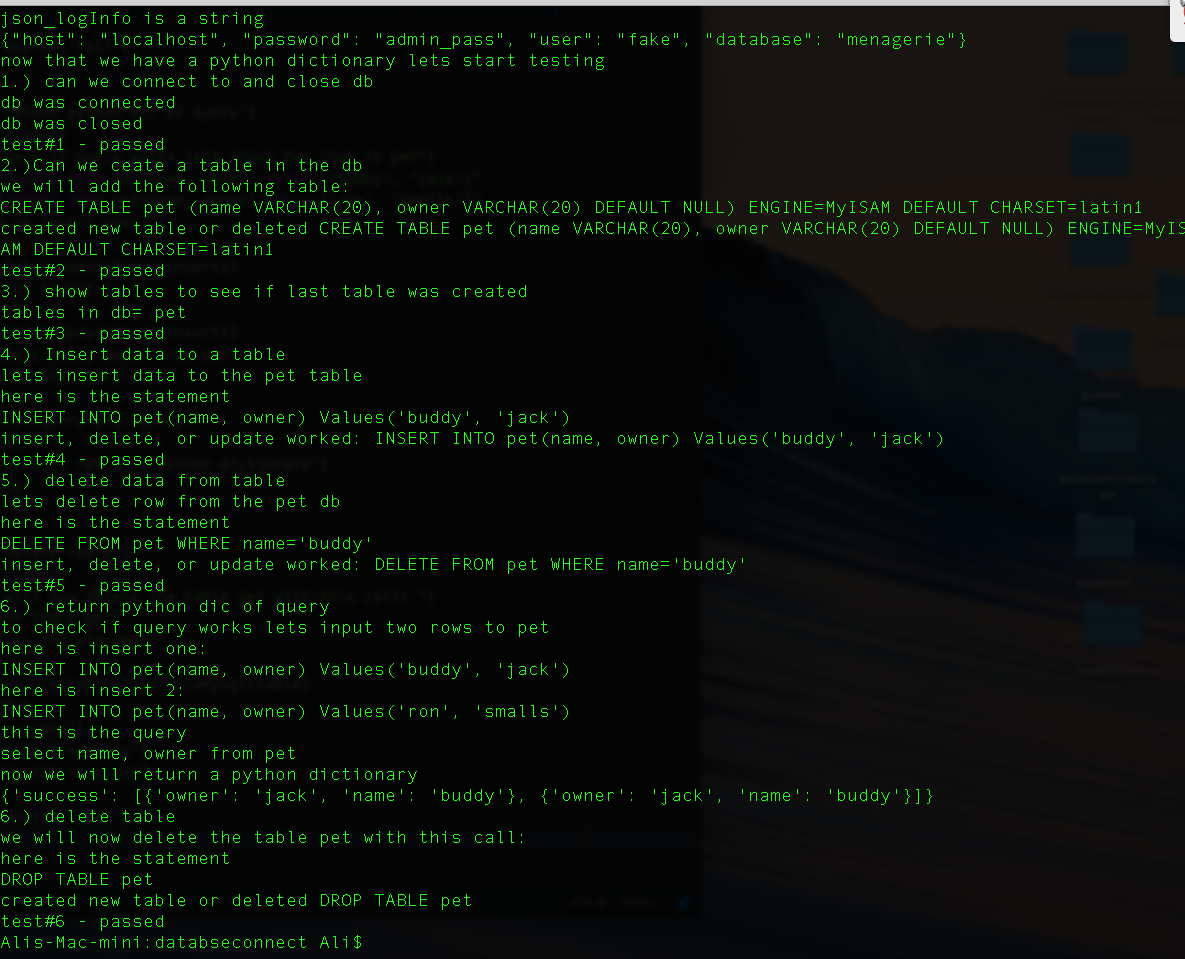 json_logInfo is a string
{"host": "localhost", "password": "admin_pass", "user": "fake", "database": "menagerie"}
now that we have a python dictionary lets start testing
1.) can we connect to and close db
db was connected
db was closed
test#1 - passed
2.)Can we ceate a table in the db
we will add the following table:
CREATE TABLE pet (name VARCHAR(20), owner VARCHAR(20) DEFAULT NULL) ENGINE=MyISAM DEFAULT CHARSET=latin1
created new table or deleted CREATE TABLE pet (name VARCHAR(20), owner VARCHAR(20) DEFAULT NULL) ENGINE=MyIS
AM DEFAULT CHARSET=latin1
test#2 - passed
3.) show tables to see if last table was created
tables in db= pet
test#3 - passed
4.) Insert data to a table
lets insert data to the pet table
here is the statement
INSERT INTO pet(name, owner) Values('buddy', 'jack')
insert, delete, or update worked: INSERT INTO pet(name, owner) Values('buddy', 'jack')
test#4 - passed
5.) delete data from table
lets delete row from the pet db
here is the statement
DELETE FROM pet WHERE name='buddy'
insert, delete, or update worked: DELETE FROM pet WHERE name='buddy'
test#5 - passed
6.) return python dic of query
to check if query works lets input two rows to pet
here is insert one:
INSERT INTO pet(name, owner) Values('buddy', 'jack')
here is insert 2:
INSERT INTO pet(name, owner) Values('ron', 'smalls')
this is the query
select name, owner from pet
now we will return a python dictionary
{'success': [{'owner': 'jack', 'name': 'buddy'}, {'owner': 'jack', 'name': 'buddy'}]}
6.) delete table
we will now delete the table pet with this call:
here is the statement
DROP TABLE pet
created new table or deleted DROP TABLE pet
test#6 - passed
Alis-Mac-mini:databseconnect Ali$